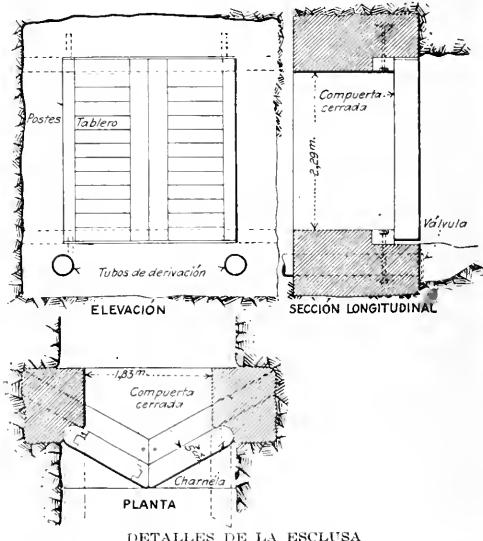 Postes
Tablero
Tubos de derivación
ELEVACIÓN
Compuerta
cerrada
2,29 m.
Válvula
SECCIÓN LONGITUDINAL
1,83 m.
Compuerta
cerrada
Charnela
PLANTA
DETALLES DE LA ESCLUSA